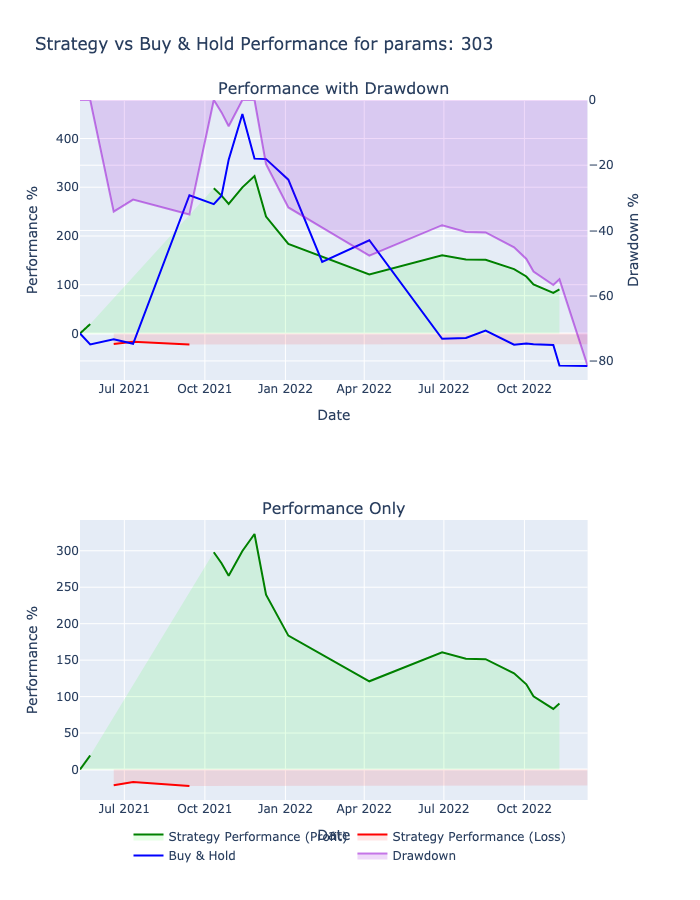 Strategy vs Buy & Hold Performance for params: 303
Performance with Drawdown
400
300
200
100
0
Performance %
0
−20
−40
−60
−80
Drawdown %
Jul 2021
Oct 2021
Jan 2022
Apr 2022
Jul 2022
Oct 2022
Date
Performance Only
300
250
200
150
100
50
0
Performance %
Jul 2021
Oct 2021
Jan 2022
Apr 2022
Jul 2022
Oct 2022
Date
Strategy Performance (Profit)
Strategy Performance (Loss)
Buy & Hold
Drawdown